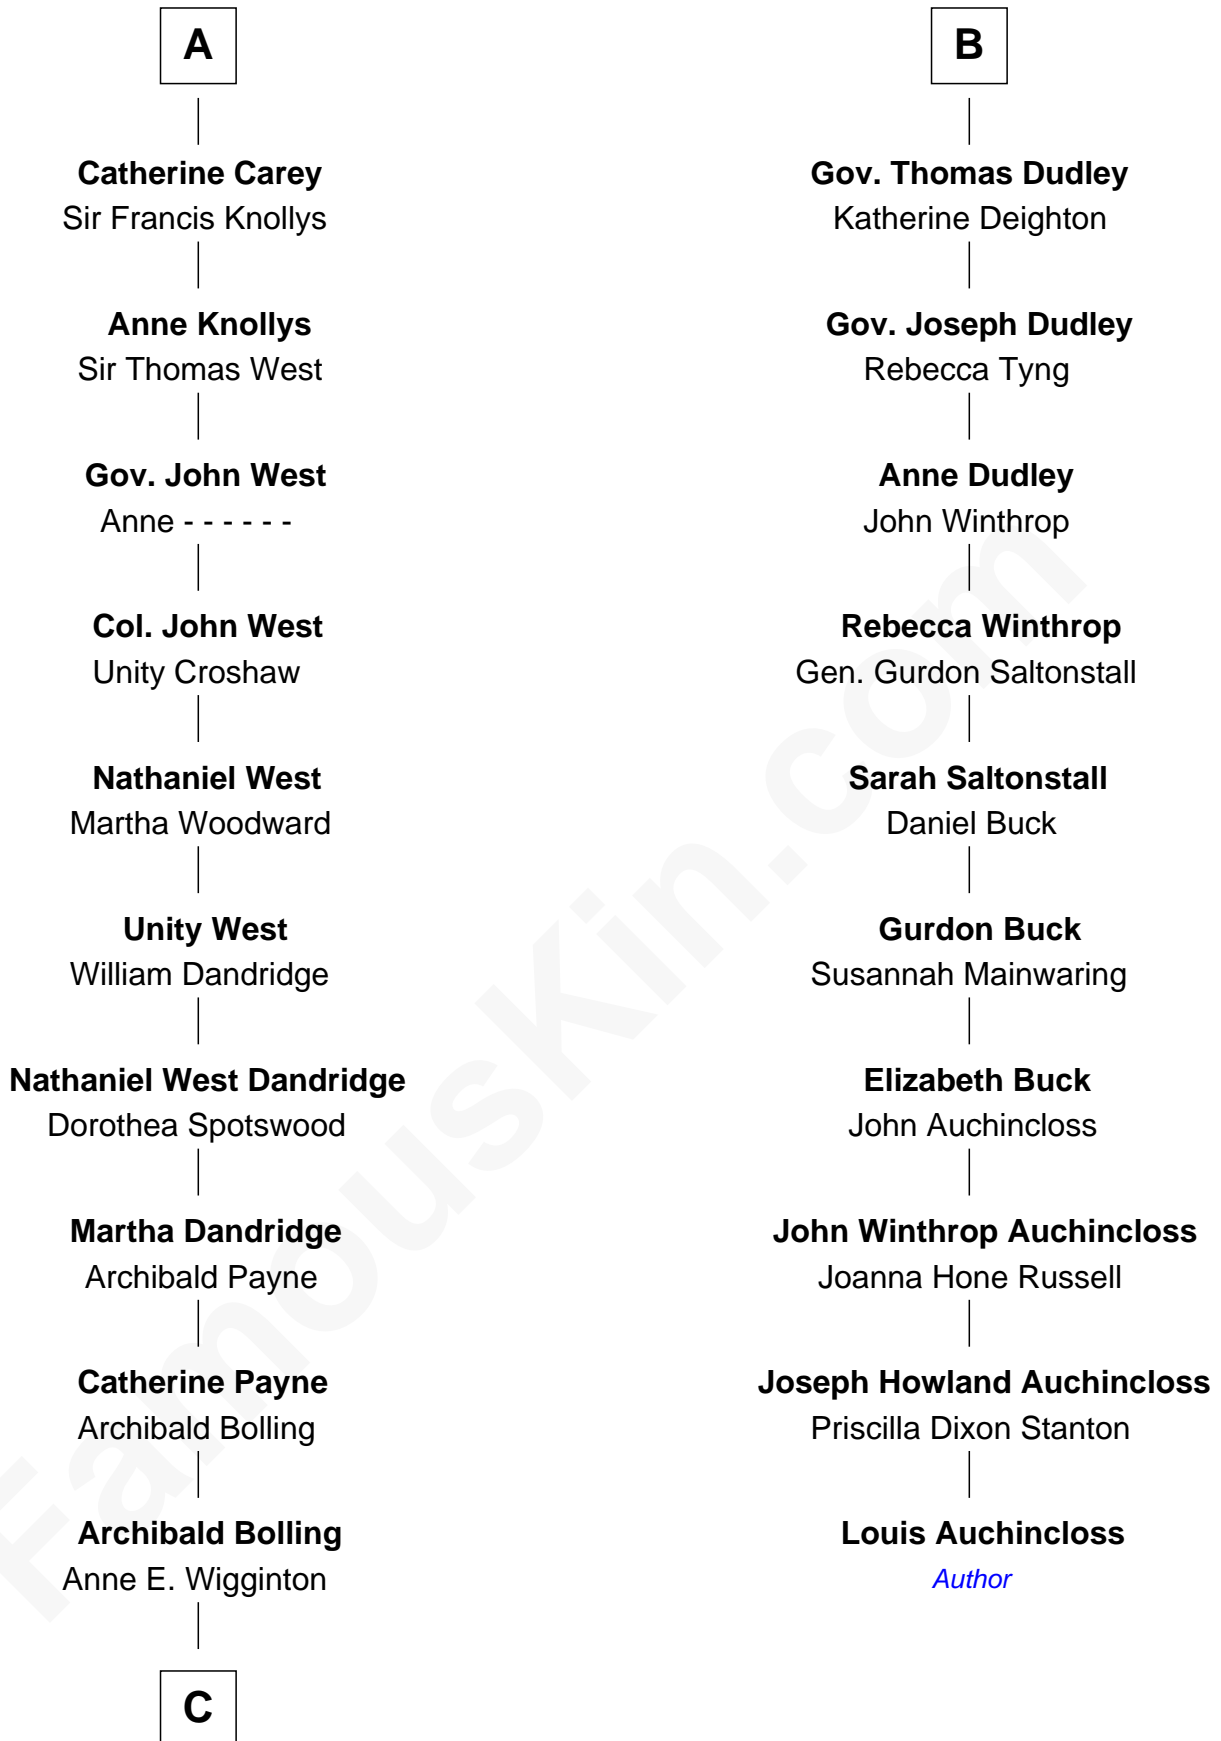 A
Catherine Carey
Sir Francis Knollys
Anne Knollys
Sir Thomas West
Gov. John West
Anne - - - - - -
Col. John West
Unity Croshaw
Nathaniel West
Martha Woodward
Unity West
William Dandridge
Nathaniel West Dandridge
Dorothea Spotswood
Martha Dandridge
Archibald Payne
Catherine Payne
Archibald Bolling
Archibald Bolling
Anne E. Wigginton
C
B
Gov. Thomas Dudley
Katherine Deighton
Gov. Joseph Dudley
Rebecca Tyng
Anne Dudley
John Winthrop
Rebecca Winthrop
Gen. Gurdon Saltonstall
Sarah Saltonstall
Daniel Buck
Gurdon Buck
Susannah Mainwaring
Elizabeth Buck
John Auchincloss
John Winthrop Auchincloss
Joanna Hone Russell
Joseph Howland Auchincloss
Priscilla Dixon Stanton
Louis Auchincloss
Author
FamousKin.com